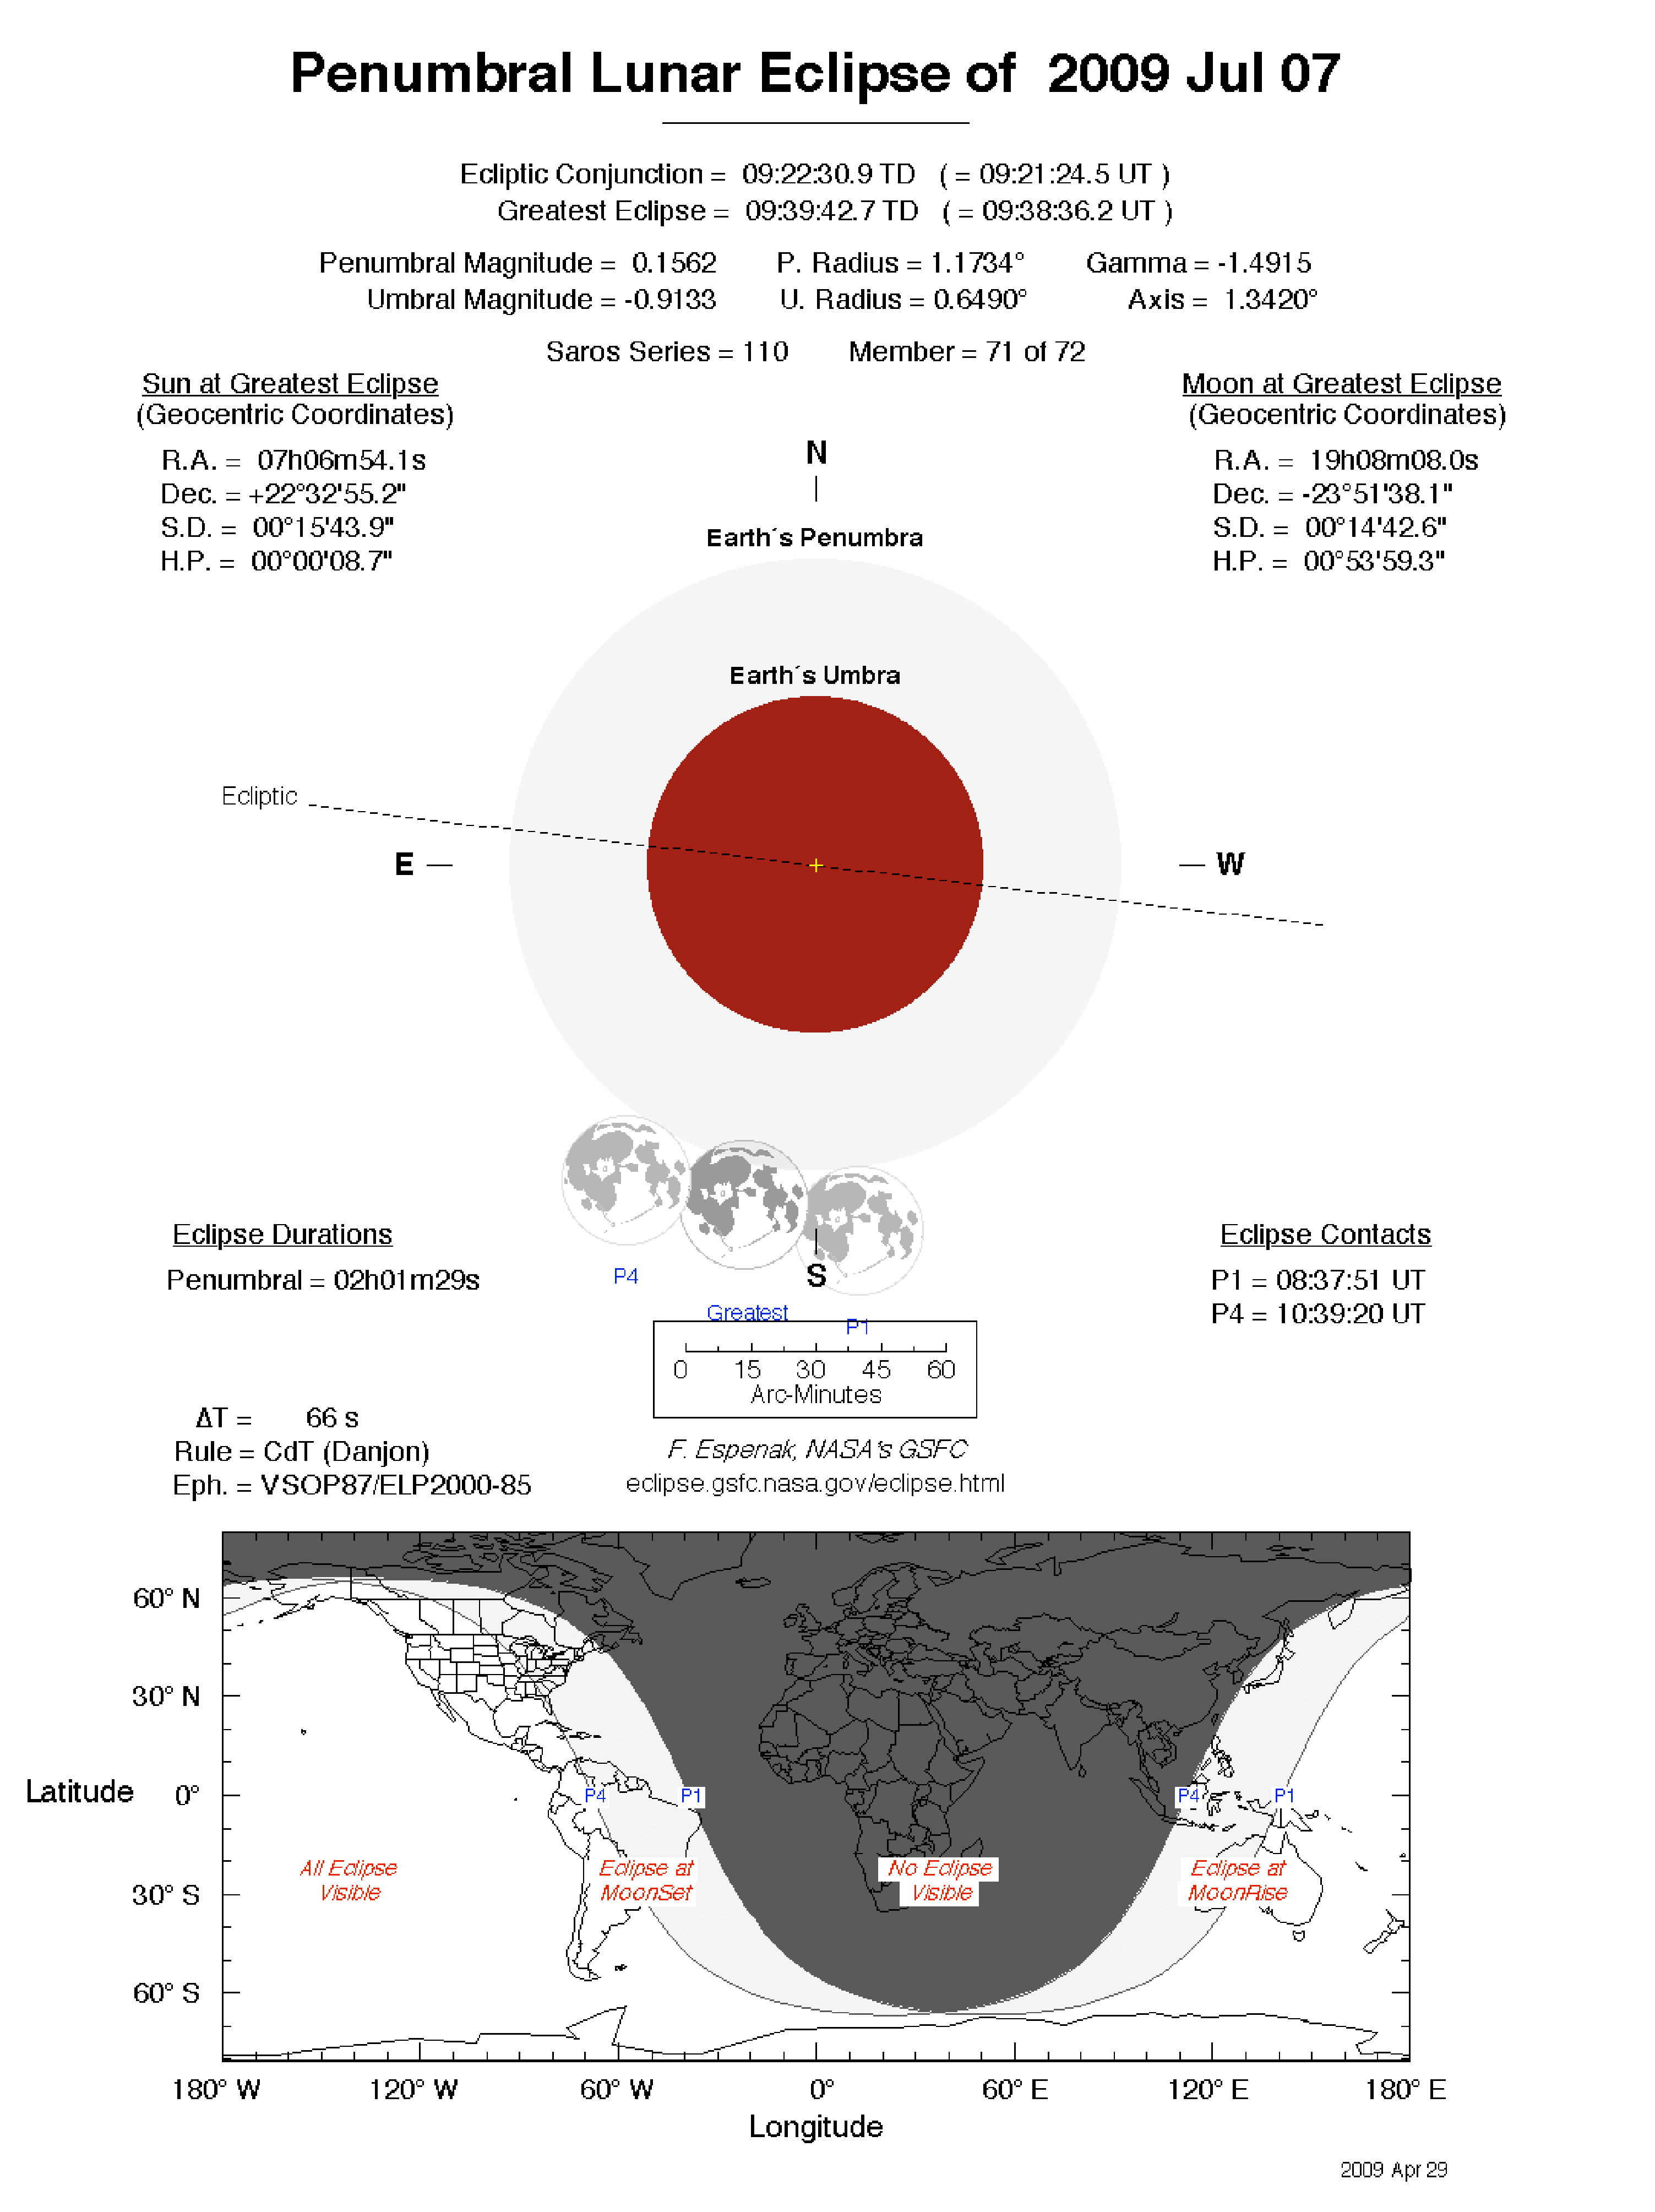 Penumbral Lunar Eclipse of 2009 Jul 07
Ecliptic Conjunction = 09:22:30.9 TD ( = 09:21:24.5 UT )
Greatest Eclipse = 09:39:42.7 TD ( = 09:38:36.2 UT )
Penumbral Magnitude = 0.1562 P. Radius = 1.1734° Gamma = -1.4915
Umbral Magnitude = -0.9133 U. Radius = 0.6490° Axis = 1.3420°
Saros Series = 110 Member = 71 of 72
Sun at Greatest Eclipse
(Geocentric Coordinates)
R.A. = 07h06m54.1s
Dec. = +22°32'55.2"
S.D. = 00°15'43.9"
H.P. = 00°00'08.7"
Moon at Greatest Eclipse
(Geocentric Coordinates)
R.A. = 19h08m08.0s
Dec. = -23°51'38.1"
S.D. = 00°14'42.6"
H.P. = 00°53'59.3"
N
Earth´s Penumbra
Earth´s Umbra
Ecliptic
E
W
S
P4
Greatest
P1
Eclipse Durations
Penumbral = 02h01m29s
Eclipse Contacts
P1 = 08:37:51 UT
P4 = 10:39:20 UT
0 15 30 45 60
Arc-Minutes
ΔT = 66 s
Rule = CdT (Danjon)
Eph. = VSOP87/ELP2000-85
F. Espenak, NASA's GSFC
eclipse.gsfc.nasa.gov/eclipse.html
60° N
30° N
Latitude 0°
30° S
60° S
P4 P1 P4 P1
All Eclipse
Visible
Eclipse at
MoonSet
No Eclipse
Visible
Eclipse at
MoonRise
180° W 120° W 60° W 0° 60° E 120° E 180° E
Longitude
2009 Apr 29